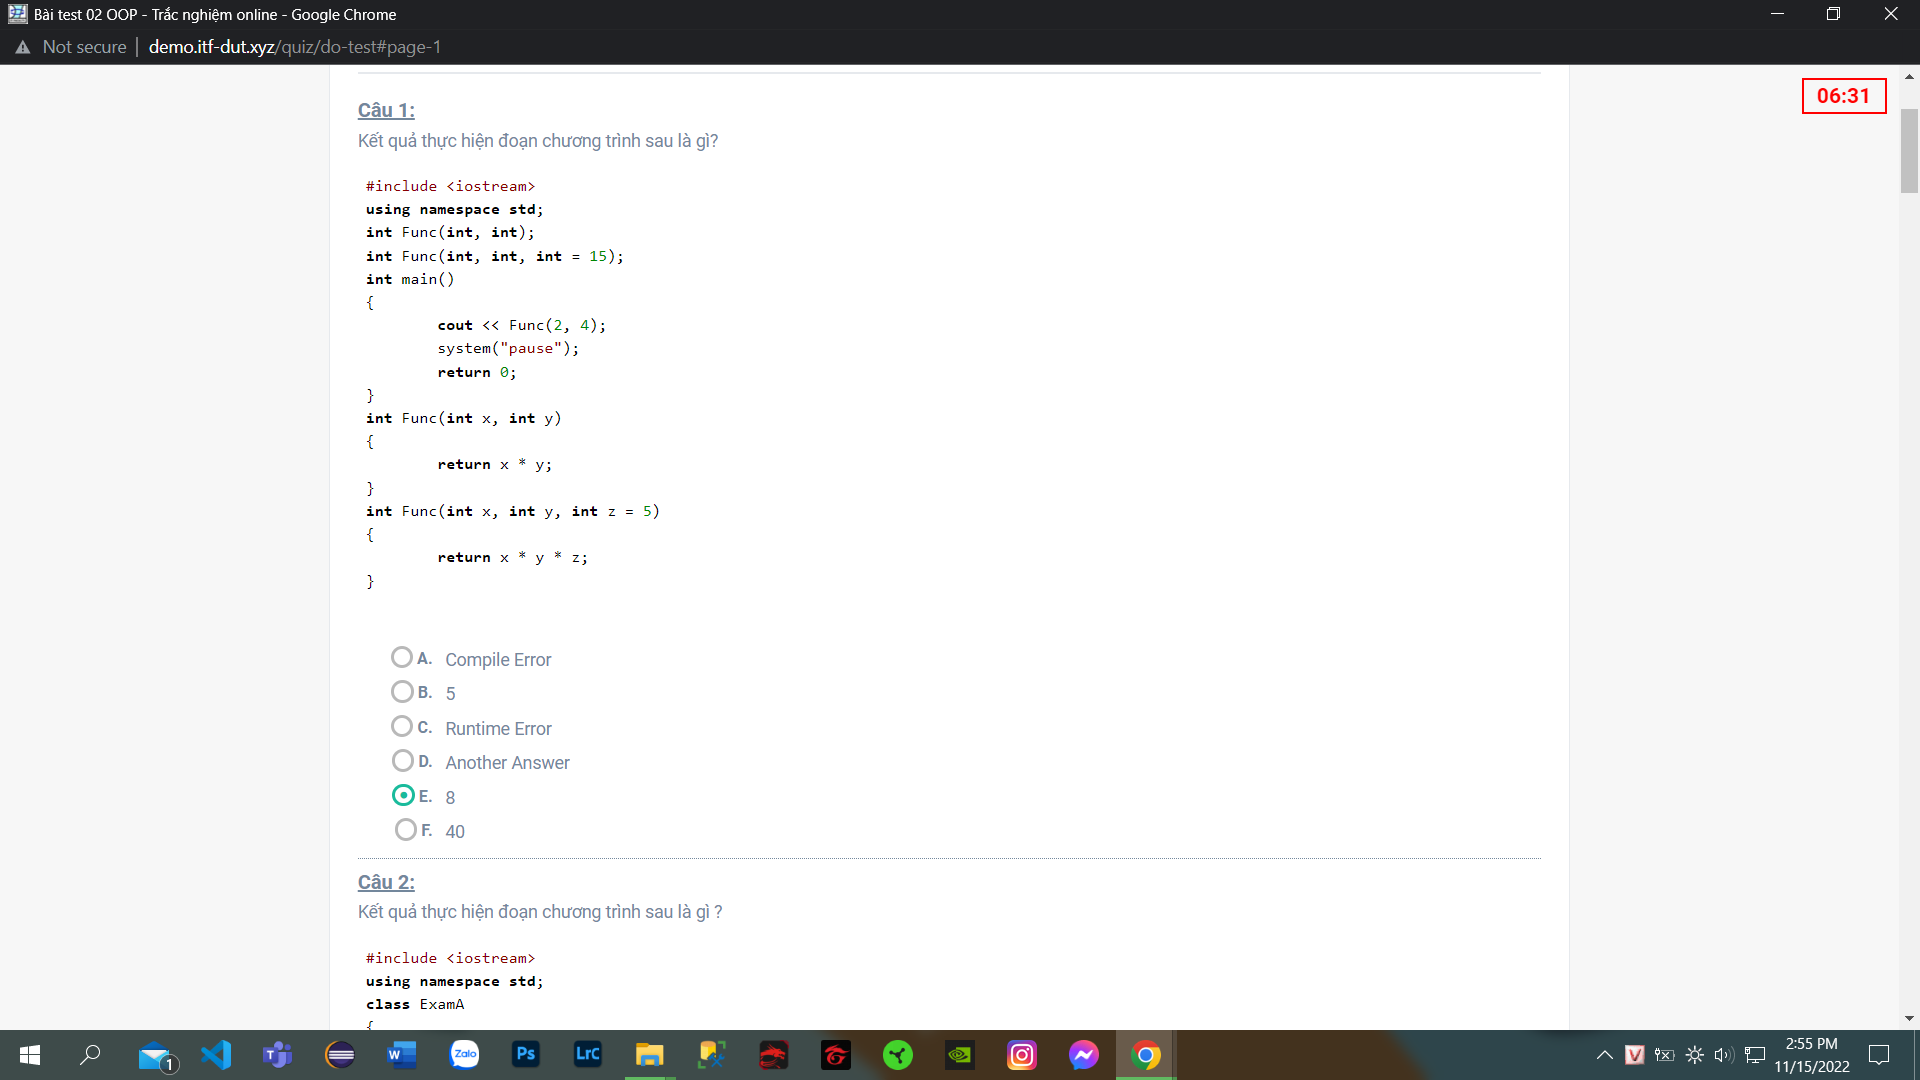 Bài test 02 OOP - Trắc nghiệm online - Google Chrome
Not secure | demo.itf-dut.xyz/quiz/do-test#page-1
06:31
Câu 1:
Kết quả thực hiện đoạn chương trình sau là gì?
#include <iostream>
using namespace std;
int Func(int, int);
int Func(int, int, int = 15);
int main()
{
cout << Func(2, 4);
system("pause");
return 0;
}
int Func(int x, int y)
{
return x * y;
}
int Func(int x, int y, int z = 5)
{
return x * y * z;
}
A. Compile Error
B. 5
C. Runtime Error
D. Another Answer
E. 8
F. 40
Câu 2:
Kết quả thực hiện đoạn chương trình sau là gì ?
#include <iostream>
using namespace std;
class ExamA
{
1
T
W
Zalo
Ps
LrC
V
2:55 PM
11/15/2022